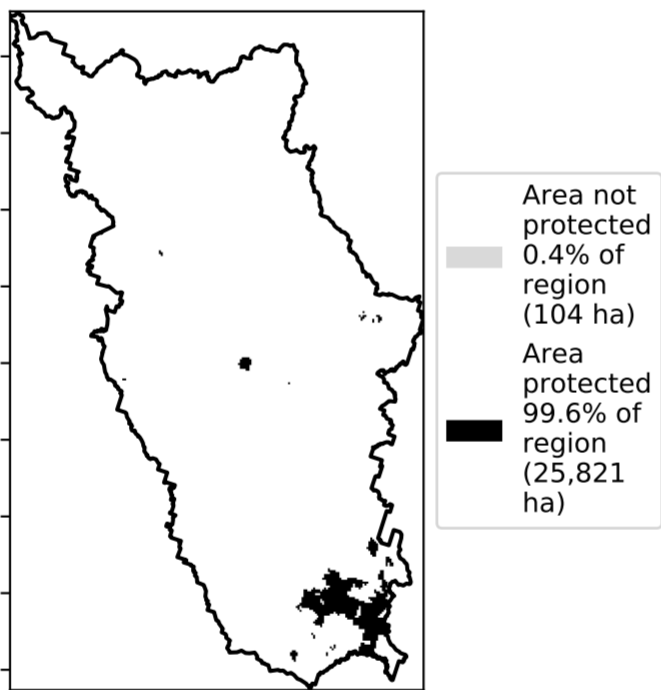 Area not
protected
0.4% of
region
(104 ha)
Area
protected
99.6% of
region
(25,821
ha)